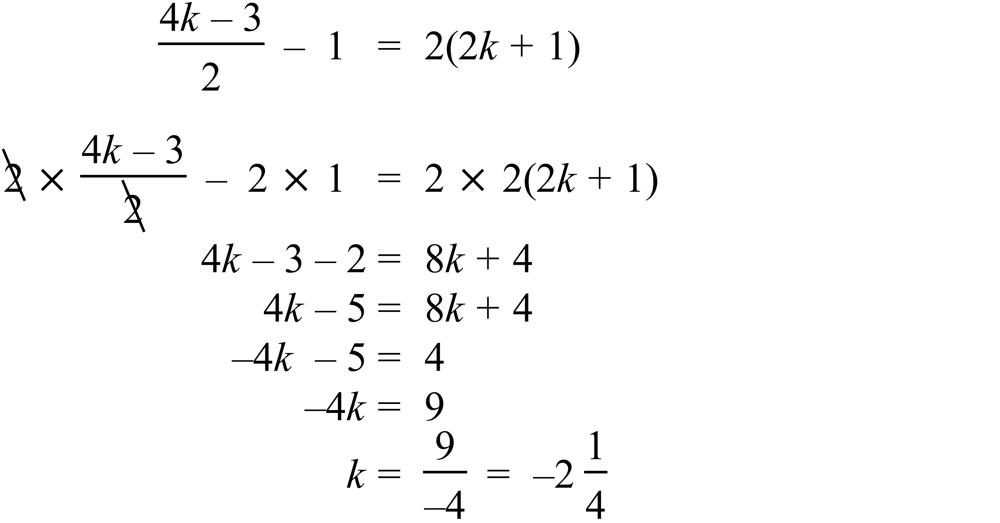 (4k – 3)/2 – 1 = 2(2k + 1)
2 × (4k – 3)/2 – 2 × 1 = 2 × 2(2k + 1)
4k – 3 – 2 = 8k + 4
4k – 5 = 8k + 4
–4k – 5 = 4
–4k = 9
k = 9/–4 = –2 1/4